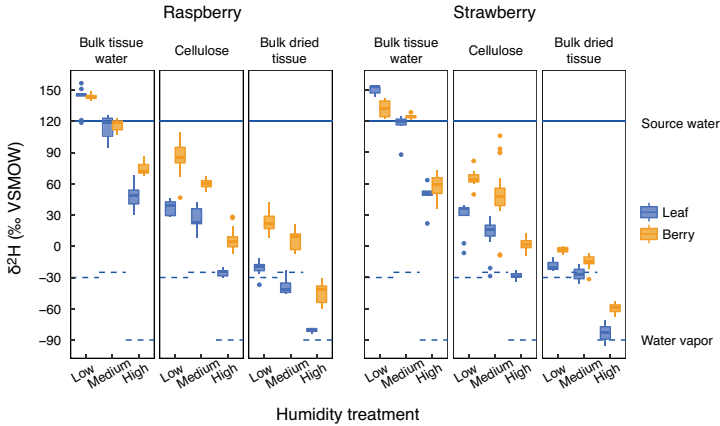 Raspberry Strawberry
Bulk tissue water Cellulose Bulk dried tissue Bulk tissue water Cellulose Bulk dried tissue
δ²H (‰ VSMOW)
150
120
90
60
30
0
−30
−60
−90
Source water
Leaf
Berry
Water vapor
Low Medium High Low Medium High Low Medium High Low Medium High Low Medium High Low Medium High
Humidity treatment